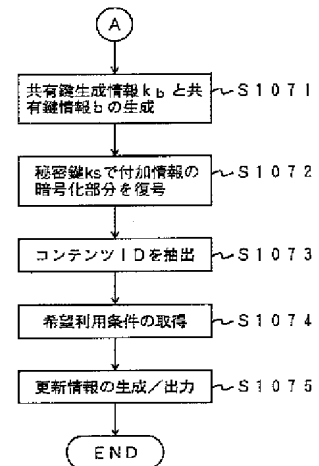 A
共有鍵生成情報kbと共
有鍵情報bの生成
S1071
秘密鍵ksで付加情報の
暗号化部分を復号
S1072
コンテンツIDを抽出
S1073
希望利用条件の取得
S1074
更新情報の生成/出力
S1075
END